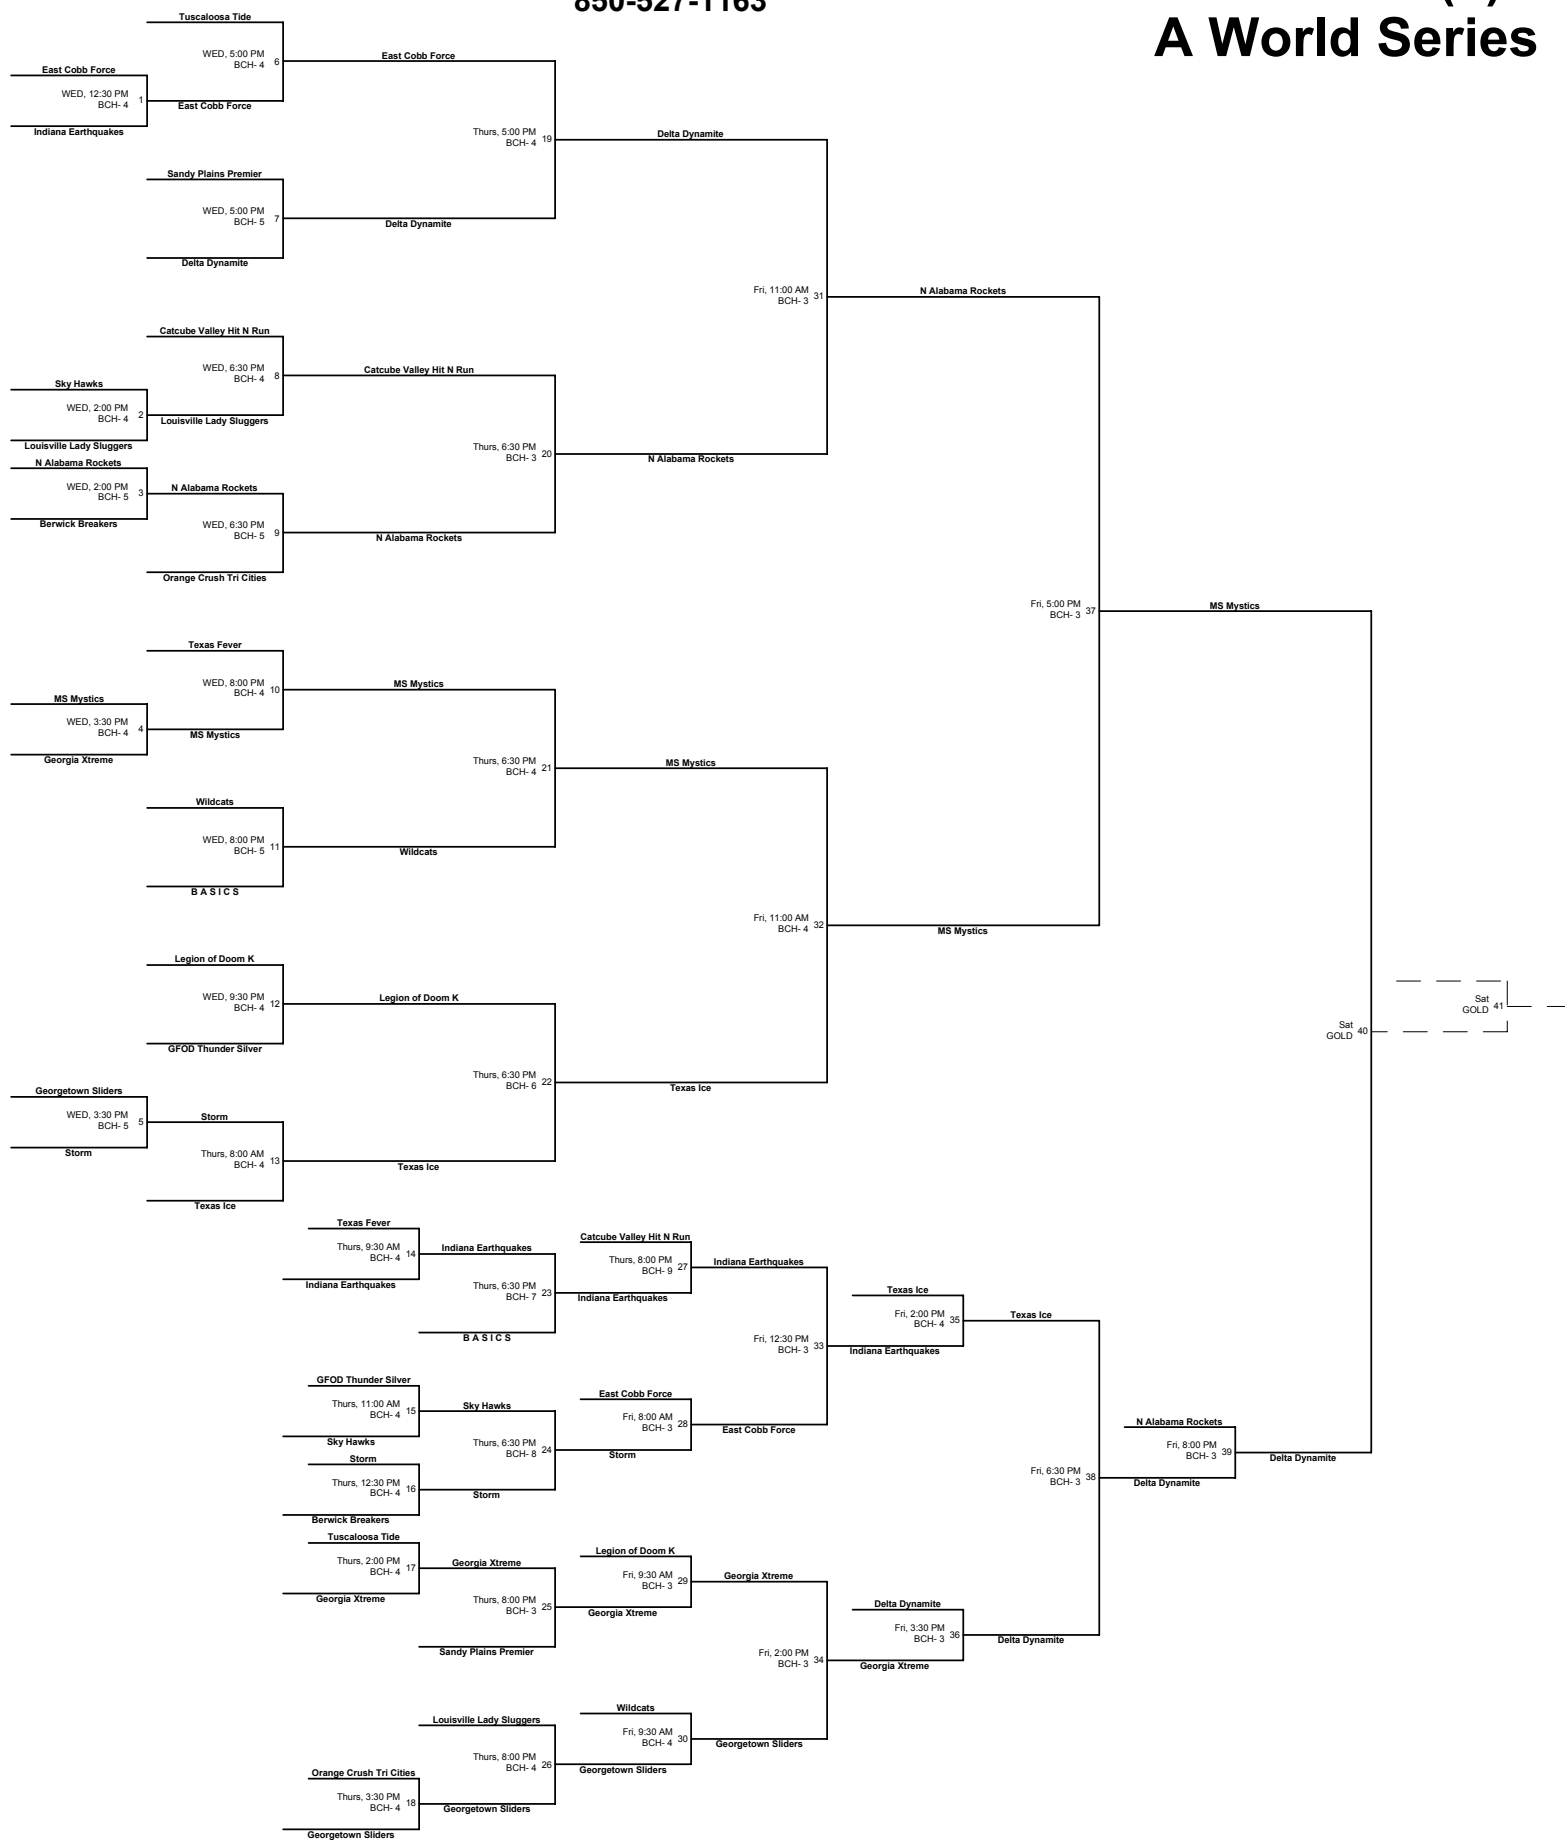 850-527-1163
A World Series
Tuscaloosa Tide
WED, 5:00 PM
BCH- 4 6
East Cobb Force
East Cobb Force
WED, 12:30 PM
BCH- 4 1
East Cobb Force
Indiana Earthquakes
Thurs, 5:00 PM
BCH- 4 19
Delta Dynamite
Sandy Plains Premier
WED, 5:00 PM
BCH- 5 7
Delta Dynamite
Delta Dynamite
Fri, 11:00 AM
BCH- 3 31
N Alabama Rockets
Catcube Valley Hit N Run
WED, 6:30 PM
BCH- 4 8
Catcube Valley Hit N Run
Sky Hawks
WED, 2:00 PM
BCH- 4 2
Louisville Lady Sluggers
Louisville Lady Sluggers
Thurs, 6:30 PM
BCH- 3 20
N Alabama Rockets
N Alabama Rockets
WED, 2:00 PM
BCH- 5 3
N Alabama Rockets
Berwick Breakers
WED, 6:30 PM
BCH- 5 9
N Alabama Rockets
Orange Crush Tri Cities
Fri, 5:00 PM
BCH- 3 37
MS Mystics
Texas Fever
WED, 8:00 PM
BCH- 4 10
MS Mystics
MS Mystics
WED, 3:30 PM
BCH- 4 4
MS Mystics
Georgia Xtreme
Thurs, 6:30 PM
BCH- 4 21
MS Mystics
Wildcats
WED, 8:00 PM
BCH- 5 11
Wildcats
B A S I C S
Fri, 11:00 AM
BCH- 4 32
MS Mystics
Legion of Doom K
WED, 9:30 PM
BCH- 4 12
Legion of Doom K
GFOD Thunder Silver
Sat
GOLD 41
Sat
GOLD 40
Thurs, 6:30 PM
BCH- 6 22
Texas Ice
Georgetown Sliders
WED, 3:30 PM
BCH- 5 5
Storm
Storm
Thurs, 8:00 AM
BCH- 4 13
Texas Ice
Texas Ice
Texas Fever
Thurs, 9:30 AM
BCH- 4 14
Indiana Earthquakes
Indiana Earthquakes
Thurs, 6:30 PM
BCH- 7 23
B A S I C S
Catcube Valley Hit N Run
Thurs, 8:00 PM
BCH- 9 27
Indiana Earthquakes
Indiana Earthquakes
Fri, 12:30 PM
BCH- 3 33
Indiana Earthquakes
Texas Ice
Fri, 2:00 PM
BCH- 4 35
Texas Ice
GFOD Thunder Silver
Thurs, 11:00 AM
BCH- 4 15
Sky Hawks
Sky Hawks
Thurs, 6:30 PM
BCH- 8 24
Storm
East Cobb Force
Fri, 8:00 AM
BCH- 3 28
East Cobb Force
Storm
Thurs, 12:30 PM
BCH- 4 16
Storm
Berwick Breakers
Fri, 6:30 PM
BCH- 3 38
Delta Dynamite
N Alabama Rockets
Fri, 8:00 PM
BCH- 3 39
Delta Dynamite
Tuscaloosa Tide
Thurs, 2:00 PM
BCH- 4 17
Georgia Xtreme
Georgia Xtreme
Thurs, 8:00 PM
BCH- 3 25
Georgia Xtreme
Sandy Plains Premier
Legion of Doom K
Fri, 9:30 AM
BCH- 3 29
Georgia Xtreme
Fri, 2:00 PM
BCH- 3 34
Georgia Xtreme
Delta Dynamite
Fri, 3:30 PM
BCH- 3 36
Delta Dynamite
Louisville Lady Sluggers
Thurs, 8:00 PM
BCH- 4 26
Georgetown Sliders
Wildcats
Fri, 9:30 AM
BCH- 4 30
Georgetown Sliders
Orange Crush Tri Cities
Thurs, 3:30 PM
BCH- 4 18
Georgetown Sliders
Georgetown Sliders